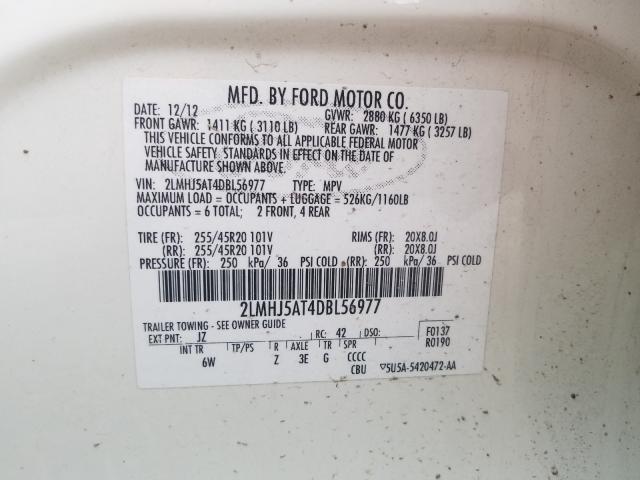 MFD. BY FORD MOTOR CO.
DATE: 12/12 GVWR: 2880 KG ( 6350 LB)
FRONT GAWR: 1411 KG ( 3110 LB) REAR GAWR: 1477 KG ( 3257 LB)
THIS VEHICLE CONFORMS TO ALL APPLICABLE FEDERAL MOTOR
VEHICLE SAFETY STANDARDS IN EFFECT ON THE DATE OF
MANUFACTURE SHOWN ABOVE.
VIN: 2LMHJ5AT4DBL56977 TYPE: MPV
MAXIMUM LOAD = OCCUPANTS + LUGGAGE = 526KG/1160LB
OCCUPANTS = 6 TOTAL; 2 FRONT, 4 REAR
TIRE (FR): 255/45R20 101V RIMS (FR): 20X8.0J
(RR): 255/45R20 101V (RR): 20X8.0J
PRESSURE (FR): 250 kPa/ 36 PSI COLD (RR): 250 kPa/ 36 PSI COLD
2LMHJ5AT4DBL56977
TRAILER TOWING - SEE OWNER GUIDE
EXT PNT: JZ RC: 42 DSO: F0137
R0190
INT TR TP/PS R AXLE TR SPR
6W Z 3E G CCCC
CBU ▽5U5A-5420472-AA